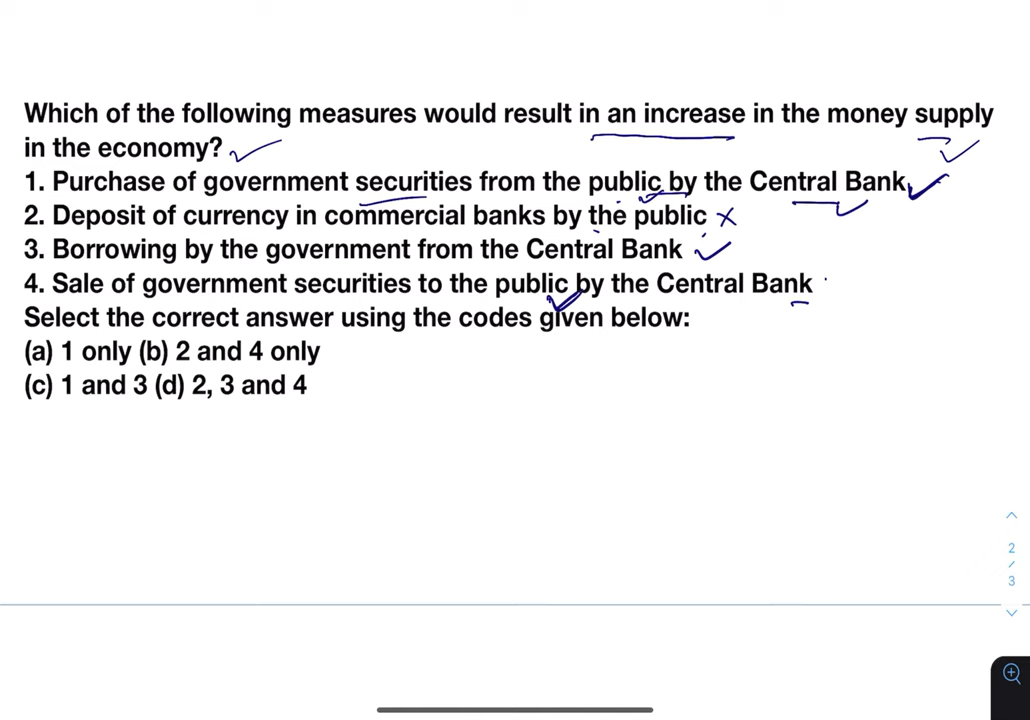 Which of the following measures would result in an increase in the money supply
in the economy?
1. Purchase of government securities from the public by the Central Bank
2. Deposit of currency in commercial banks by the public x
3. Borrowing by the government from the Central Bank
4. Sale of government securities to the public by the Central Bank
Select the correct answer using the codes given below:
(a) 1 only (b) 2 and 4 only
(c) 1 and 3 (d) 2, 3 and 4
2
/
3